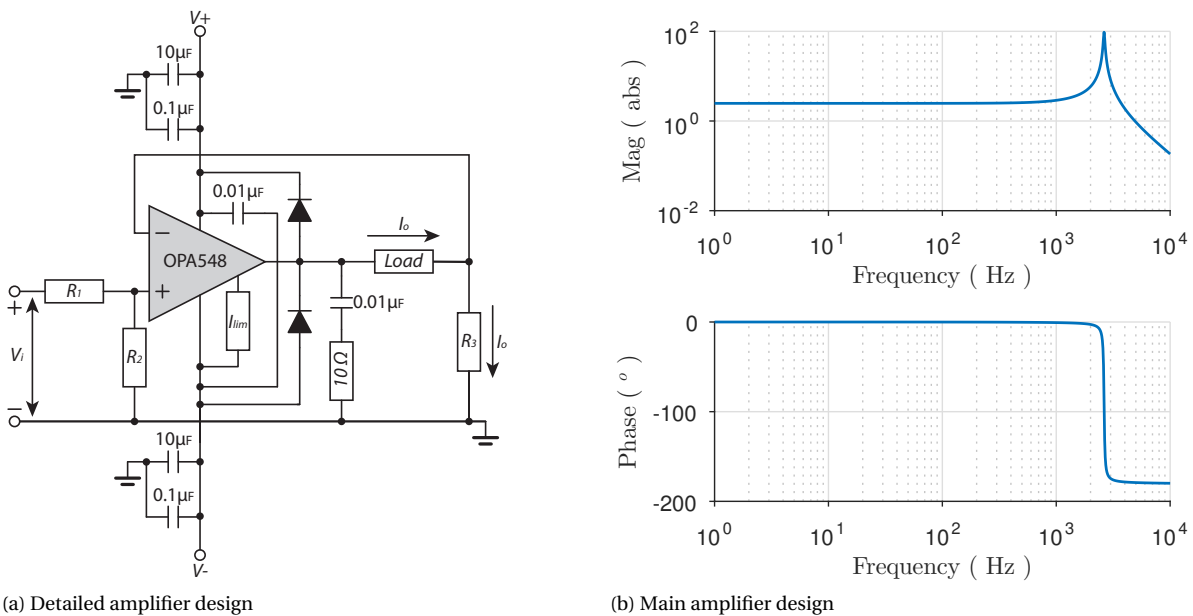 V+
10µF
0.1µF
0.01µF
−
OPA548
+
R1
+
Vi
−
R2
Ilim
Io
Load
0.01µF
10Ω
R3
Io
10µF
0.1µF
V-
(a) Detailed amplifier design
Mag ( abs )
10^2
10^0
10^-2
10^0 10^1 10^2 10^3 10^4
Frequency ( Hz )
Phase ( o )
0
-100
-200
10^0 10^1 10^2 10^3 10^4
Frequency ( Hz )
(b) Main amplifier design